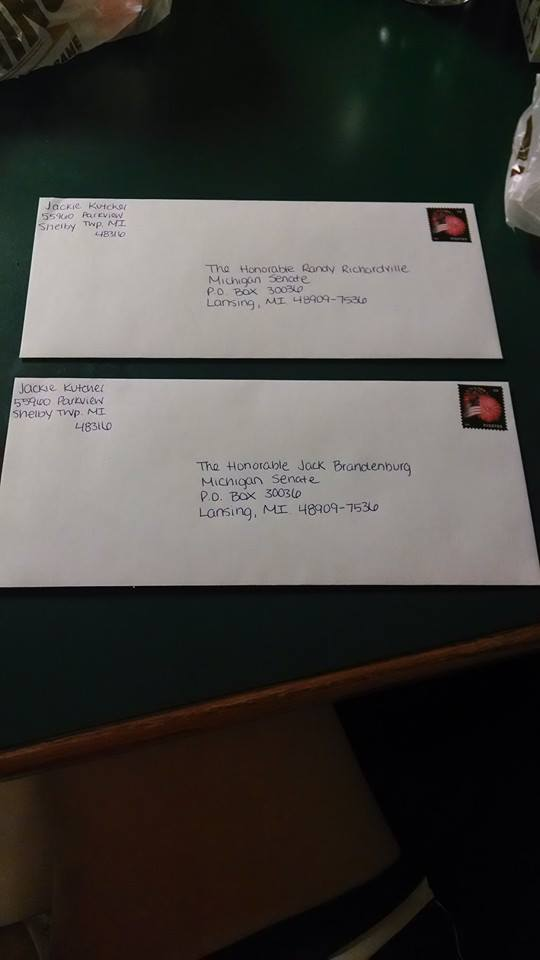 Jackie Kutcher
55960 Parkview
Shelby Twp. MI
48316
The Honorable Randy Richardville
Michigan Senate
P.O. Box 30036
Lansing, MI 48909-7536
Jackie Kutcher
55960 Parkview
Shelby Twp. MI
48316
The Honorable Jack Brandenburg
Michigan Senate
P.O. Box 30036
Lansing, MI 48909-7536